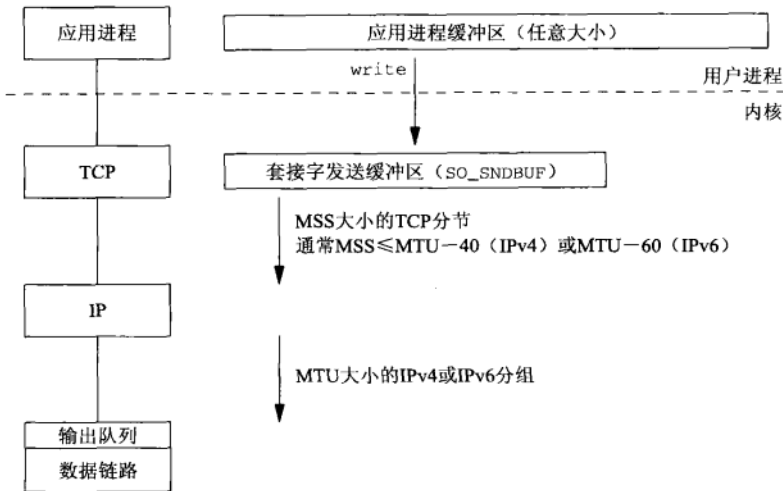 应用进程
应用进程缓冲区（任意大小）
write
用户进程
内核
TCP
套接字发送缓冲区（SO_SNDBUF）
MSS大小的TCP分节
通常MSS≤MTU－40（IPv4）或MTU－60（IPv6）
IP
MTU大小的IPv4或IPv6分组
输出队列
数据链路